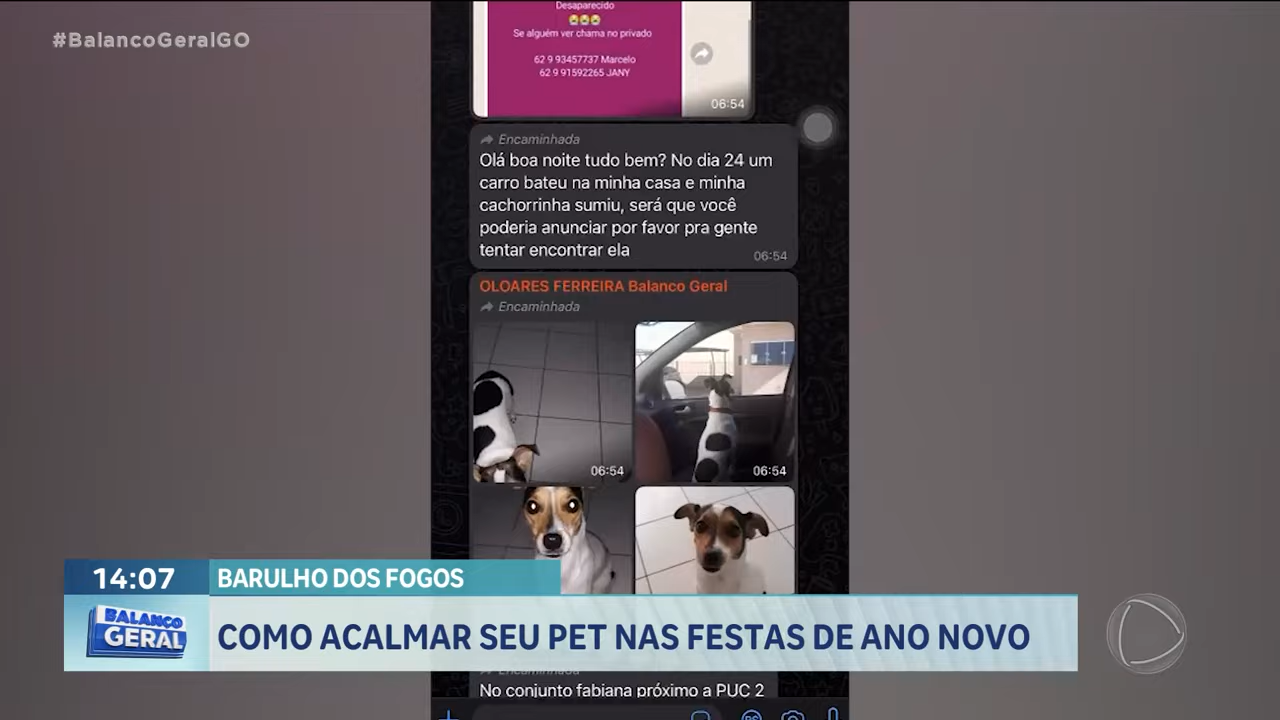 #BalancoGeralGO
Desaparecido
Se alguém ver chama no privado
62 9 93457737 Marcelo
62 9 91592265 JANY
06:54
Encaminhada
Olá boa noite tudo bem? No dia 24 um
carro bateu na minha casa e minha
cachorrinha sumiu, será que você
poderia anunciar por favor pra gente
tentar encontrar ela
06:54
OLOARES FERREIRA Balanco Geral
Encaminhada
06:54
06:54
14:07
BARULHO DOS FOGOS
BALANCO
GERAL
COMO ACALMAR SEU PET NAS FESTAS DE ANO NOVO
Encaminhada
No conjunto fabiana próximo a PUC 2